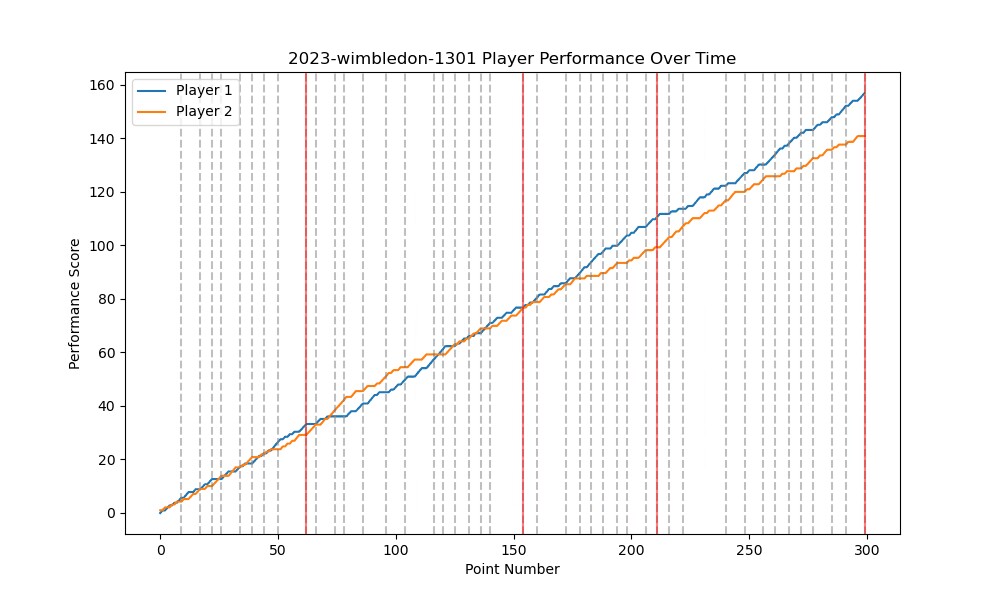 2023-wimbledon-1301 Player Performance Over Time
Player 1
Player 2
160
140
120
100
80
60
40
20
0
Performance Score
0 50 100 150 200 250 300
Point Number